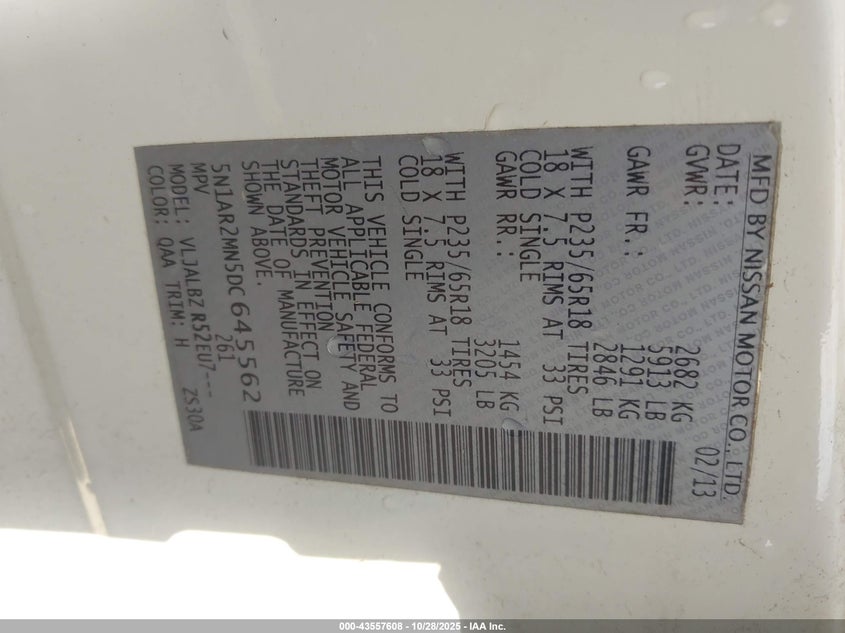 MFD BY NISSAN MOTOR CO., LTD.
DATE: 02/13
GVWR: 2682 KG
5913 LB
GAWR FR.: 1291 KG
2846 LB
WITH P235/65R18 TIRES
18 X 7.5 RIMS AT 33 PSI
COLD SINGLE
GAWR RR.: 1454 KG
3205 LB
WITH P235/65R18 TIRES
18 X 7.5 RIMS AT 33 PSI
COLD SINGLE
THIS VEHICLE CONFORMS TO
ALL APPLICABLE FEDERAL
MOTOR VEHICLE SAFETY AND
THEFT PREVENTION
STANDARDS IN EFFECT ON
THE DATE OF MANUFACTURE
SHOWN ABOVE.
5N1AR2MN5DC645562
MPV 261
MODEL: VLJALBZ R52EU7---
COLOR: QAA TRIM: H ZS30A
000-43557608 | 10/28/2025 - IAA Inc.